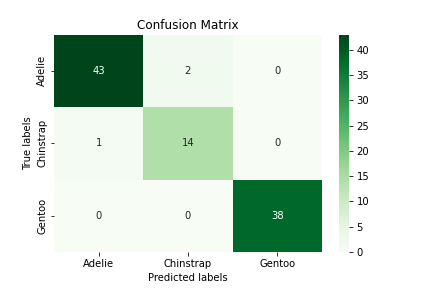 Confusion Matrix
Adelie 43 2 0
Chinstrap 1 14 0
Gentoo 0 0 38
True labels
Adelie Chinstrap Gentoo
Predicted labels
40
35
30
25
20
15
10
5
0